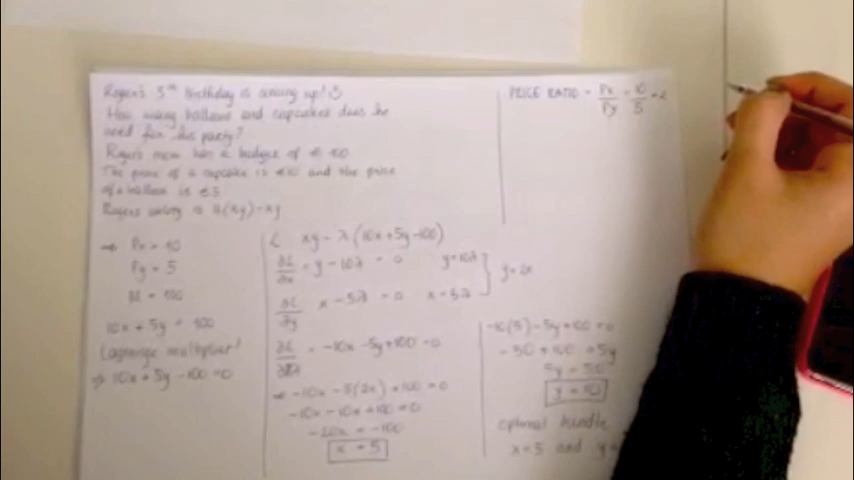 Roger's 5th birthday is coming up! :)
How many balloons and cupcakes does he
need for his party?
Roger's mom has a budget of € 100
The price of a cupcake is €10 and the price
of a balloon is €5
Rogers utility is u(xy)=xy
⇒ Px = 10
Py = 5
M = 100
10x + 5y = 100
Lagrange multiplier!
⇒ 10x + 5y - 100 = 0
L xy - λ(10x+5y-100)
∂L/∂x = y - 10λ = 0 y=10λ
∂L/∂y x - 5λ = 0 x=5λ
} y=2x
∂L/∂λ = -10x - 5y + 100 = 0
⇒ -10x - 5(2x) + 100 = 0
-10x - 10x + 100 = 0
-20x = -100
x = 5
-10(5) - 5y + 100 = 0
-50 + 100 = 5y
5y = 50
y = 10
optimal bundle
x=5 and y=
PRICE RATIO = Px/Py = 10/5 = 2